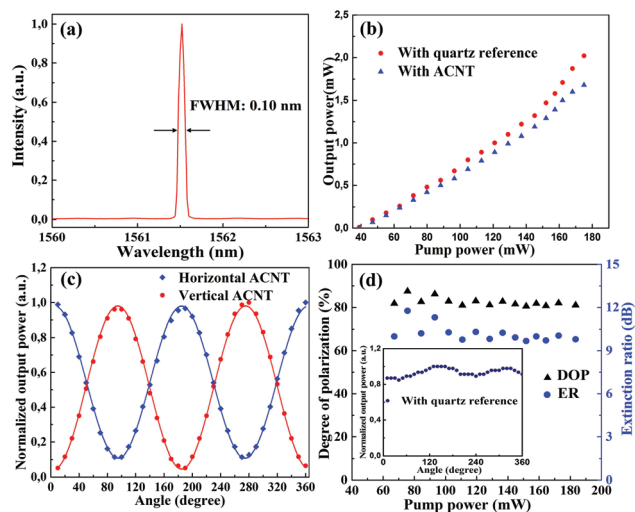 (a)
Intensity (a.u.)
1,0
0,8
0,6
0,4
0,2
0,0
FWHM: 0.10 nm
1560
1561
1562
1563
Wavelength (nm)
(b)
Output power(mW)
2,5
2,0
1,5
1,0
0,5
0,0
With quartz reference
With ACNT
40
60
80
100
120
140
160
180
Pump power (mW)
(c)
Normalized output power (a.u.)
1,2
1,0
0,8
0,6
0,4
0,2
0,0
Horizontal ACNT
Vertical ACNT
0
60
120
180
240
300
360
Angle (degree)
(d)
Degree of polarization (%)
100
80
60
40
20
0
Extinction ratio (dB)
15
12
9
6
3
0
DOP
ER
Normalized output power (a.u.)
1,2
0,8
0,4
0,0
With quartz reference
0
120
240
360
Angle (degree)
40
60
80
100
120
140
160
180
200
Pump power (mW)